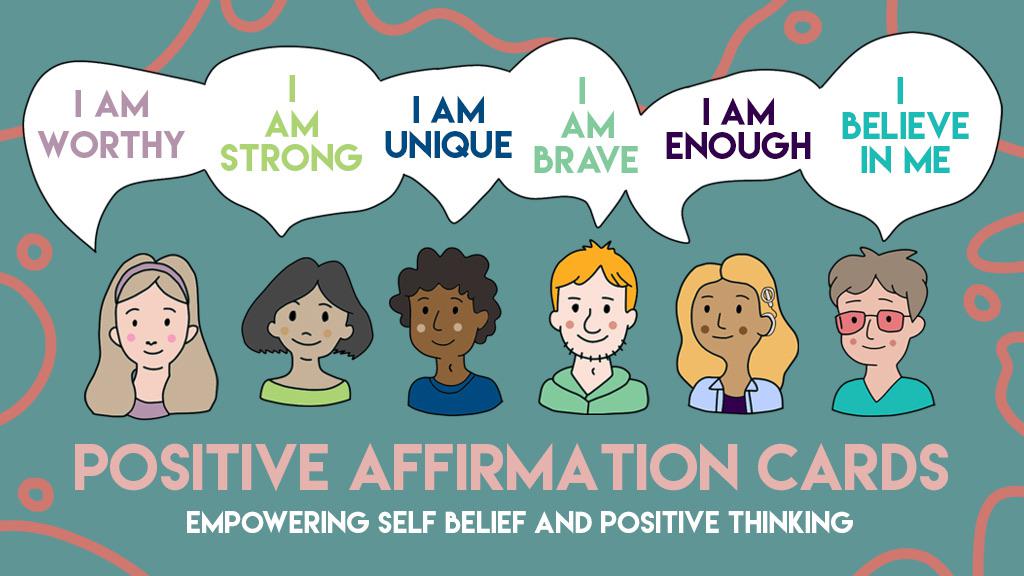 I AM
WORTHY
I
AM
STRONG
I AM
UNIQUE
I
AM
BRAVE
I AM
ENOUGH
I
BELIEVE
IN ME
POSITIVE AFFIRMATION CARDS
EMPOWERING SELF BELIEF AND POSITIVE THINKING